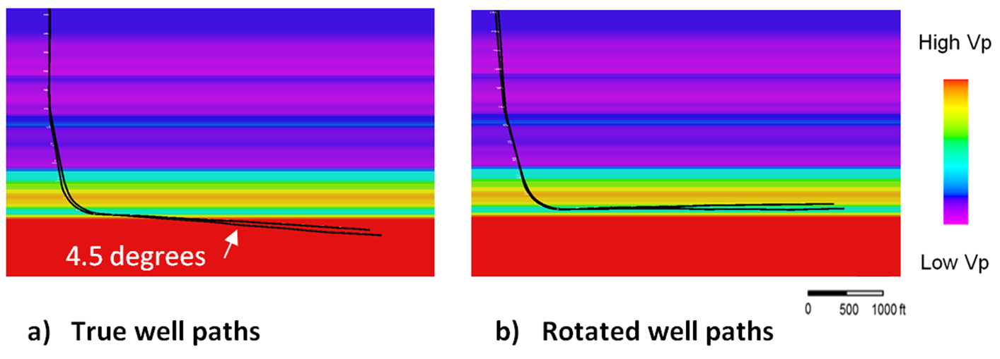 High Vp
4.5 degrees
Low Vp
0 500 1000 ft
a) True well paths
b) Rotated well paths